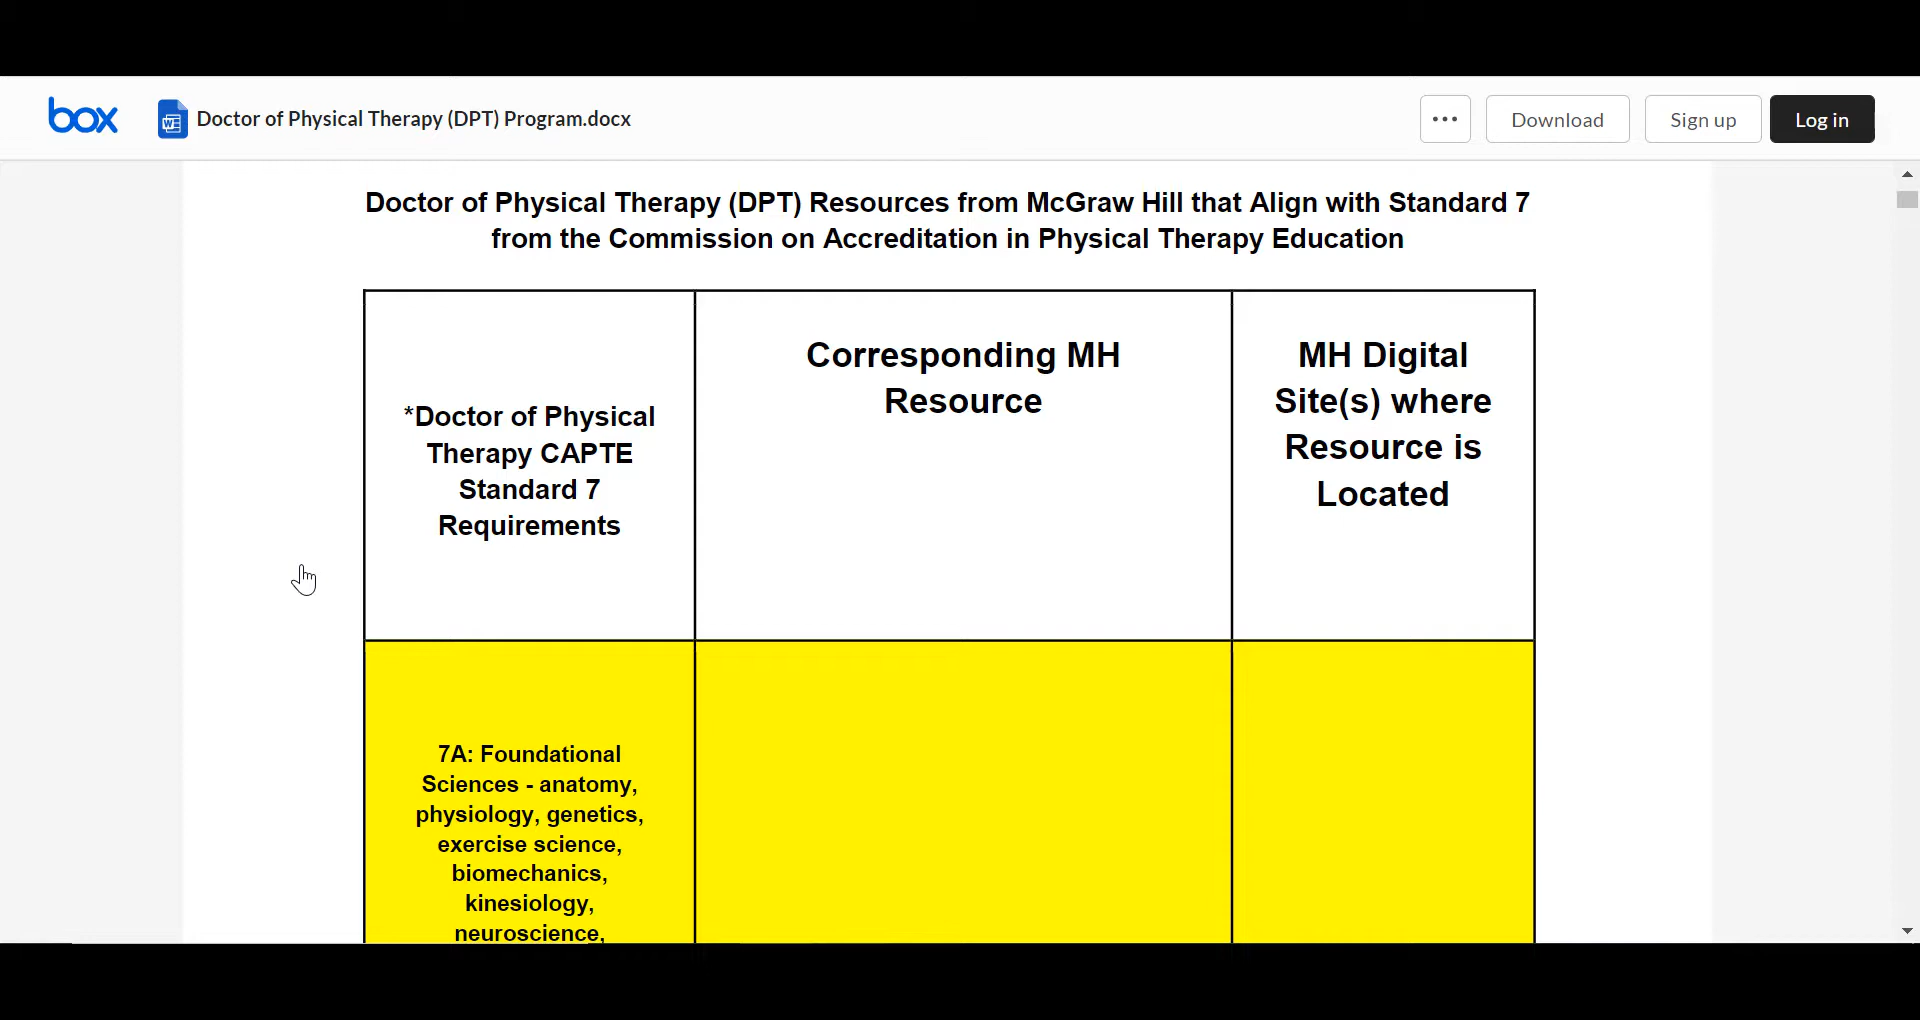 box
Doctor of Physical Therapy (DPT) Program.docx
Download
Sign up
Log in
Doctor of Physical Therapy (DPT) Resources from McGraw Hill that Align with Standard 7
from the Commission on Accreditation in Physical Therapy Education
*Doctor of Physical
Therapy CAPTE
Standard 7
Requirements
Corresponding MH
Resource
MH Digital
Site(s) where
Resource is
Located
7A: Foundational
Sciences - anatomy,
physiology, genetics,
exercise science,
biomechanics,
kinesiology,
neuroscience,